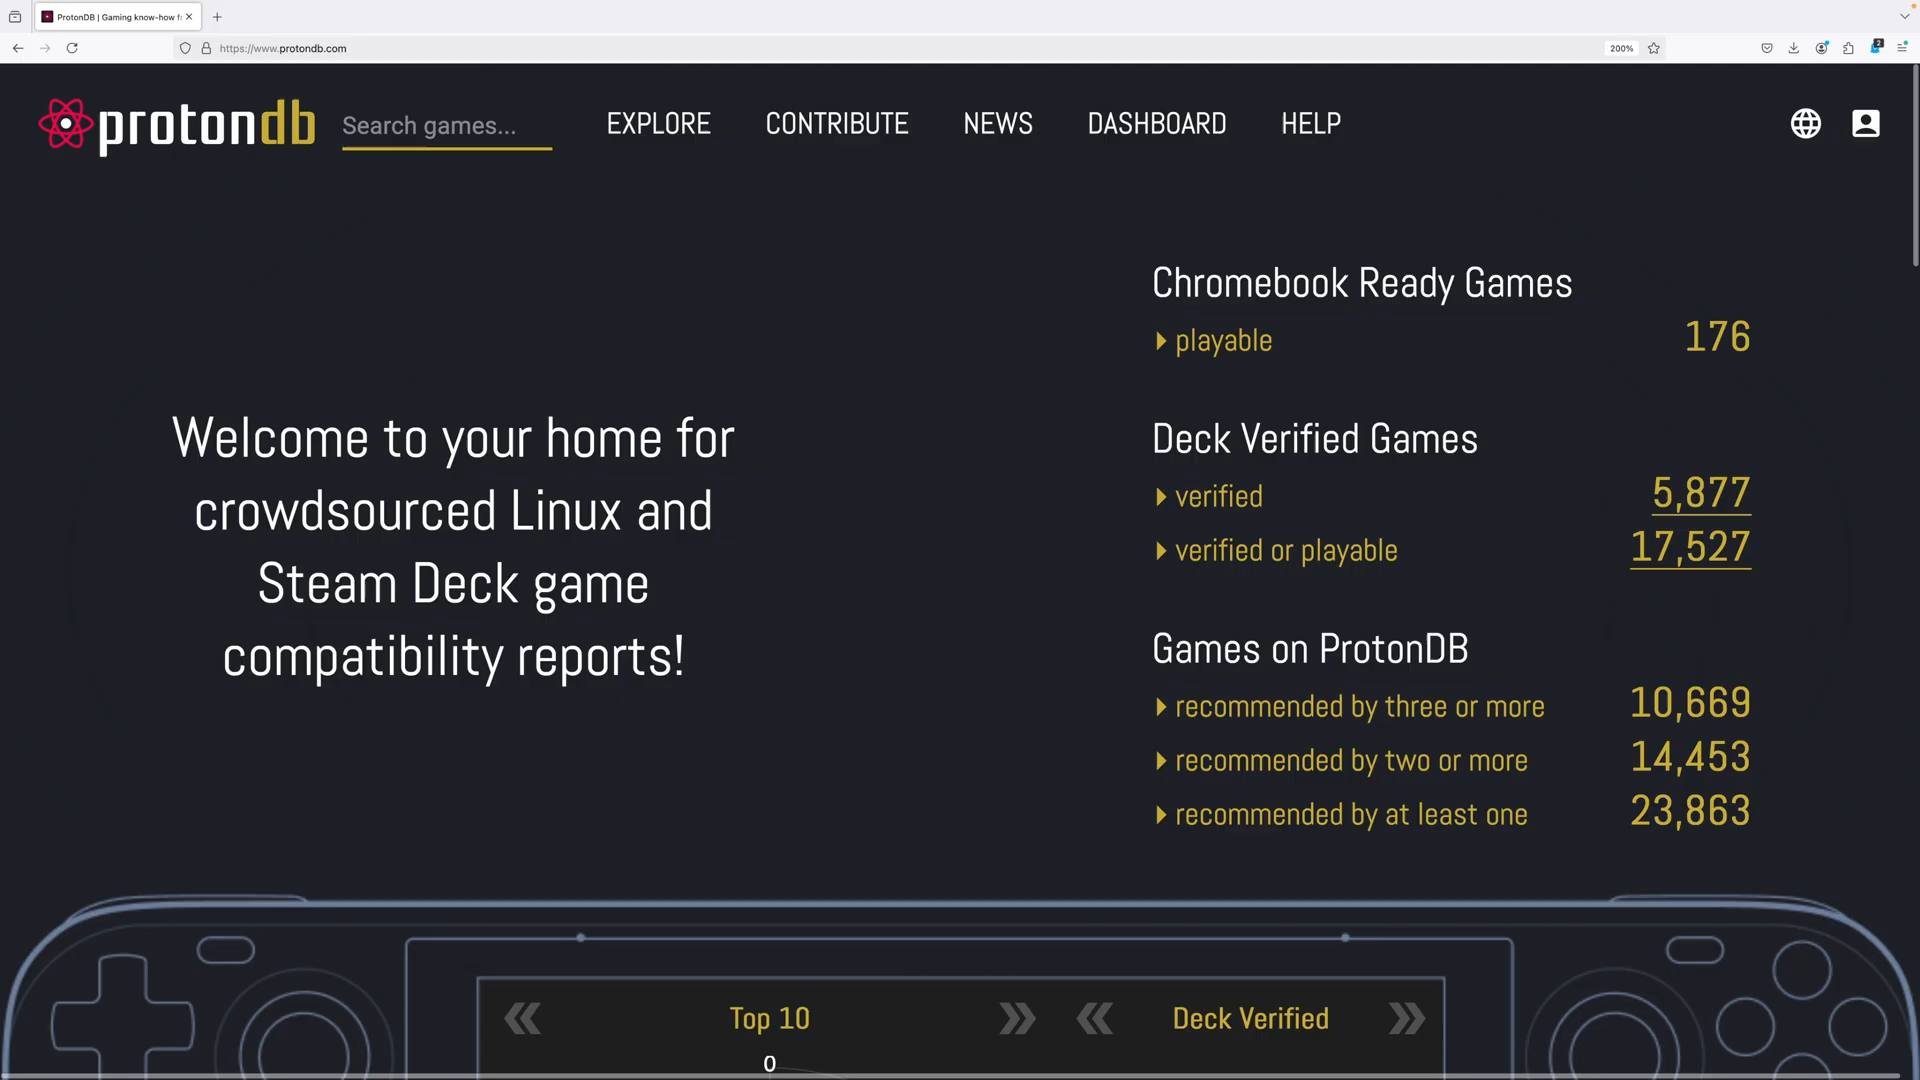 ProtonDB | Gaming know-how f
https://www.protondb.com
200%
2
protondb
Search games...
EXPLORE
CONTRIBUTE
NEWS
DASHBOARD
HELP
Welcome to your home for
crowdsourced Linux and
Steam Deck game
compatibility reports!
Chromebook Ready Games
playable 176
Deck Verified Games
verified 5,877
verified or playable 17,527
Games on ProtonDB
recommended by three or more 10,669
recommended by two or more 14,453
recommended by at least one 23,863
Top 10
Deck Verified
0